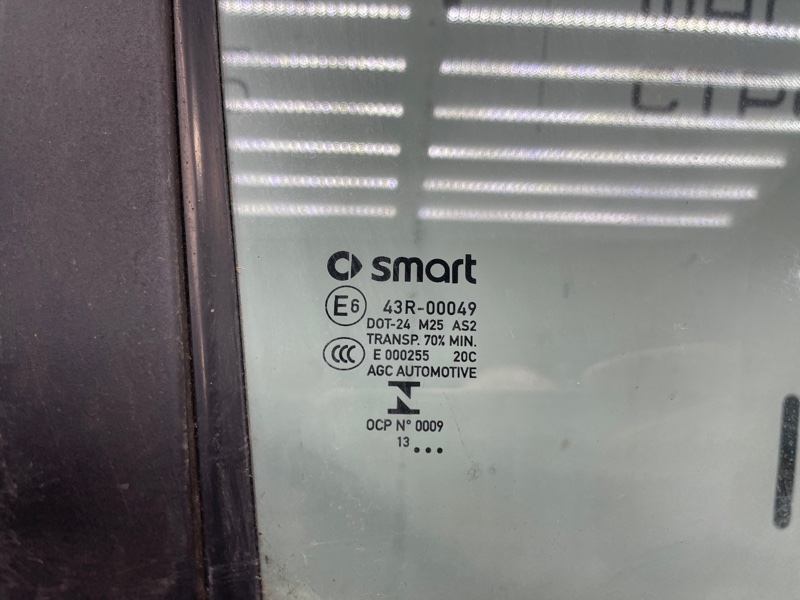 smart
E6 43R-00049
DOT-24 M25 AS2
TRANSP. 70% MIN.
CCC E 000255 20C
AGC AUTOMOTIVE
OCP N° 0009
13 ...